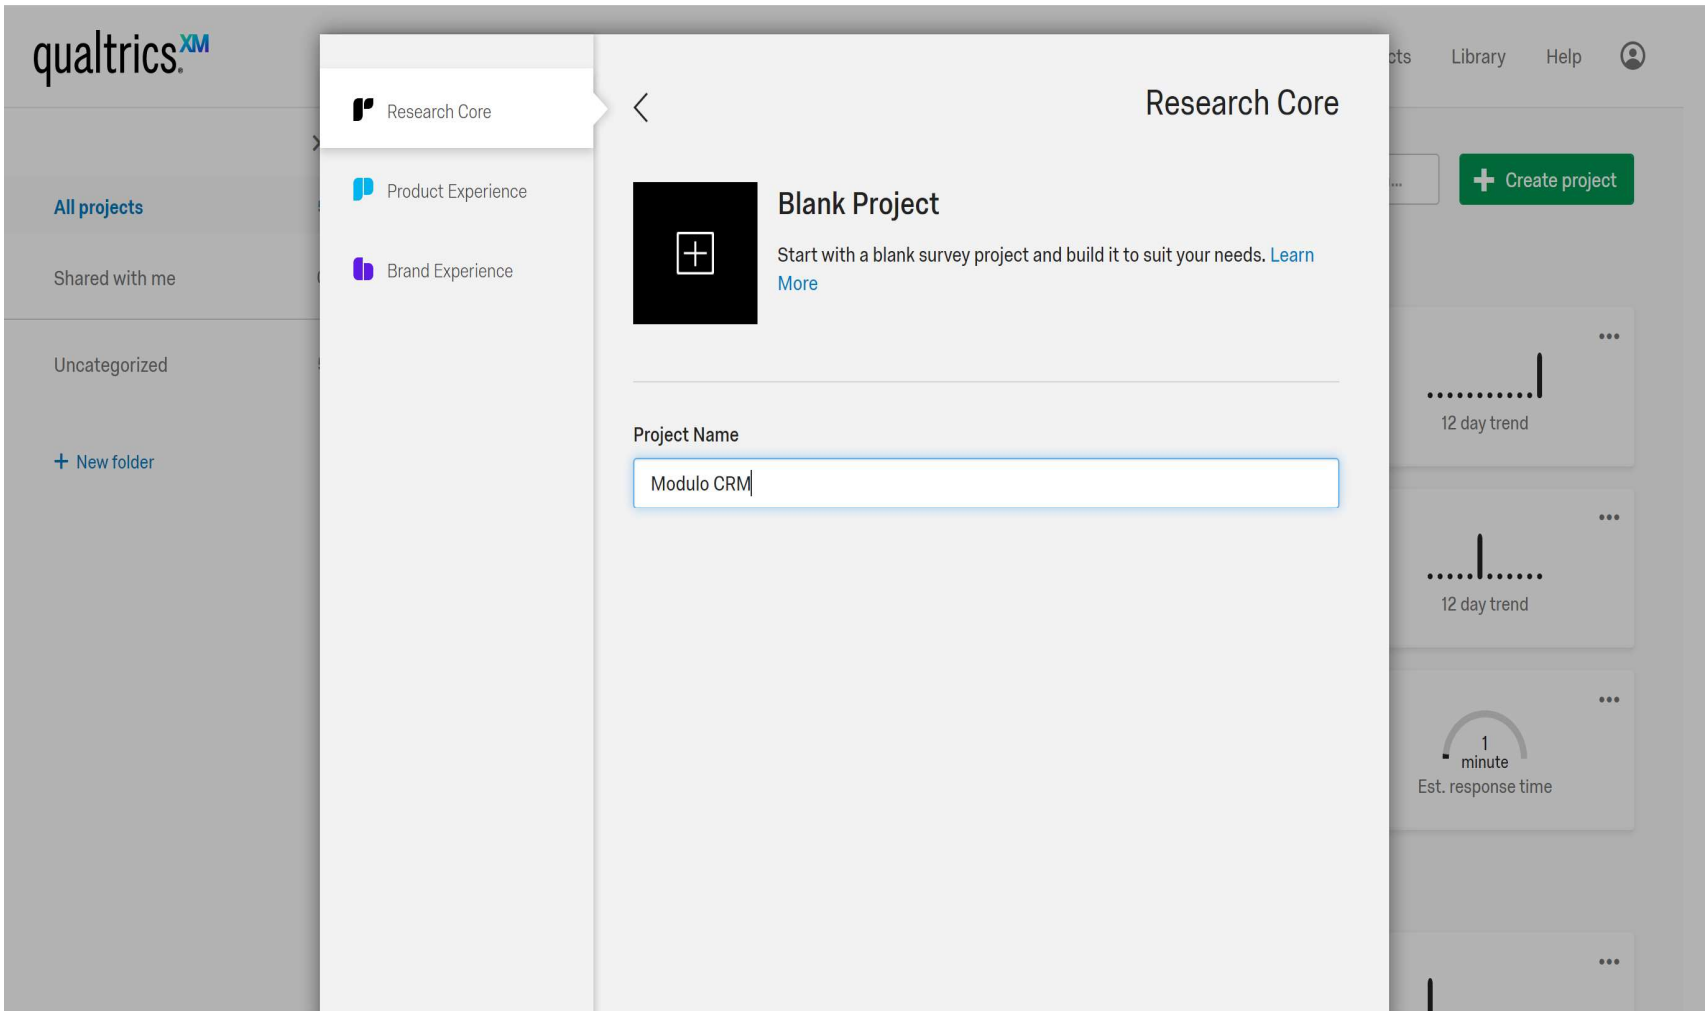 qualtrics.XM
Library
Help
Research Core
Research Core
Product Experience
Brand Experience
All projects
Shared with me
Uncategorized
+ New folder
Create project
Blank Project
Start with a blank survey project and build it to suit your needs. Learn
More
Project Name
Modulo CRM
12 day trend
12 day trend
1
minute
Est. response time